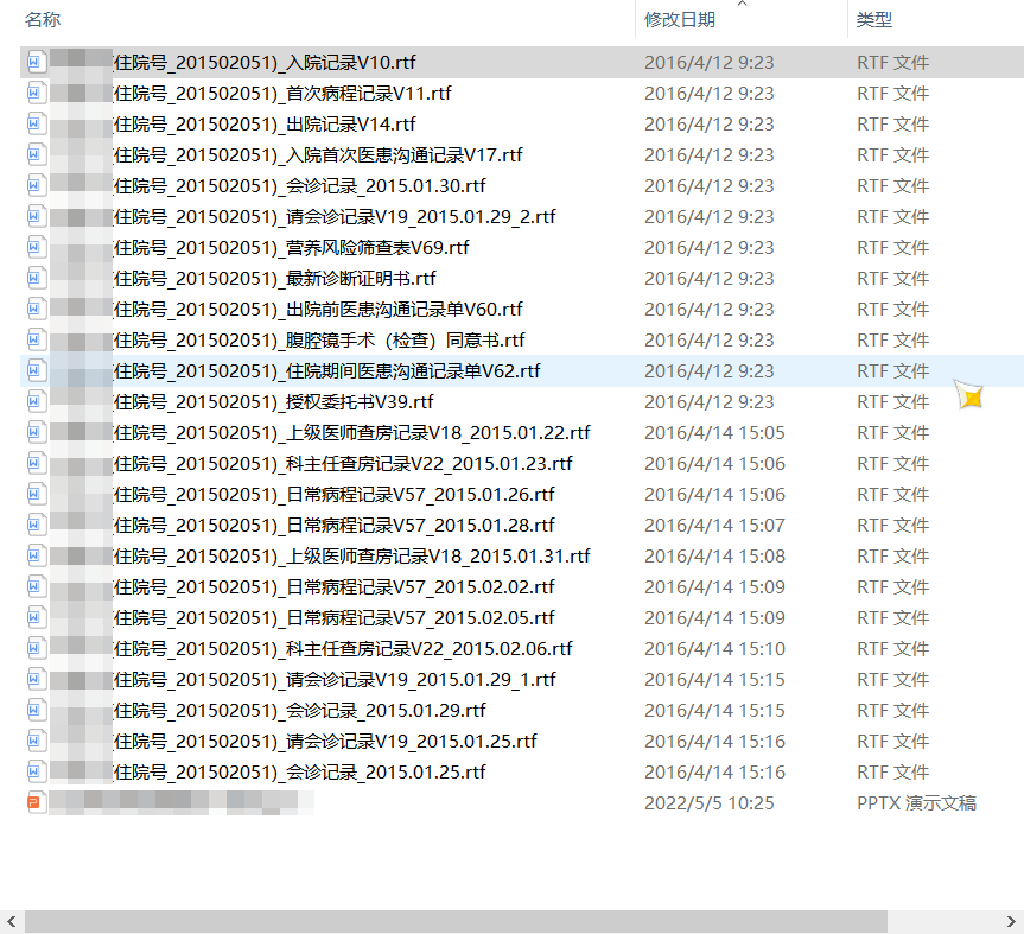 名称 修改日期 类型
(住院号_201502051)_入院记录V10.rtf 2016/4/12 9:23 RTF 文件
(住院号_201502051)_首次病程记录V11.rtf 2016/4/12 9:23 RTF 文件
(住院号_201502051)_出院记录V14.rtf 2016/4/12 9:23 RTF 文件
(住院号_201502051)_入院首次医患沟通记录V17.rtf 2016/4/12 9:23 RTF 文件
(住院号_201502051)_会诊记录_2015.01.30.rtf 2016/4/12 9:23 RTF 文件
(住院号_201502051)_请会诊记录V19_2015.01.29_2.rtf 2016/4/12 9:23 RTF 文件
(住院号_201502051)_营养风险筛查表V69.rtf 2016/4/12 9:23 RTF 文件
(住院号_201502051)_最新诊断证明书.rtf 2016/4/12 9:23 RTF 文件
(住院号_201502051)_出院前医患沟通记录单V60.rtf 2016/4/12 9:23 RTF 文件
(住院号_201502051)_腹腔镜手术（检查）同意书.rtf 2016/4/12 9:23 RTF 文件
(住院号_201502051)_住院期间医患沟通记录单V62.rtf 2016/4/12 9:23 RTF 文件
(住院号_201502051)_授权委托书V39.rtf 2016/4/12 9:23 RTF 文件
(住院号_201502051)_上级医师查房记录V18_2015.01.22.rtf 2016/4/14 15:05 RTF 文件
(住院号_201502051)_科主任查房记录V22_2015.01.23.rtf 2016/4/14 15:06 RTF 文件
(住院号_201502051)_日常病程记录V57_2015.01.26.rtf 2016/4/14 15:06 RTF 文件
(住院号_201502051)_日常病程记录V57_2015.01.28.rtf 2016/4/14 15:07 RTF 文件
(住院号_201502051)_上级医师查房记录V18_2015.01.31.rtf 2016/4/14 15:08 RTF 文件
(住院号_201502051)_日常病程记录V57_2015.02.02.rtf 2016/4/14 15:09 RTF 文件
(住院号_201502051)_日常病程记录V57_2015.02.05.rtf 2016/4/14 15:09 RTF 文件
(住院号_201502051)_科主任查房记录V22_2015.02.06.rtf 2016/4/14 15:10 RTF 文件
(住院号_201502051)_请会诊记录V19_2015.01.29_1.rtf 2016/4/14 15:15 RTF 文件
(住院号_201502051)_会诊记录_2015.01.29.rtf 2016/4/14 15:15 RTF 文件
(住院号_201502051)_请会诊记录V19_2015.01.25.rtf 2016/4/14 15:16 RTF 文件
(住院号_201502051)_会诊记录_2015.01.25.rtf 2016/4/14 15:16 RTF 文件
2022/5/5 10:25 PPTX 演示文稿